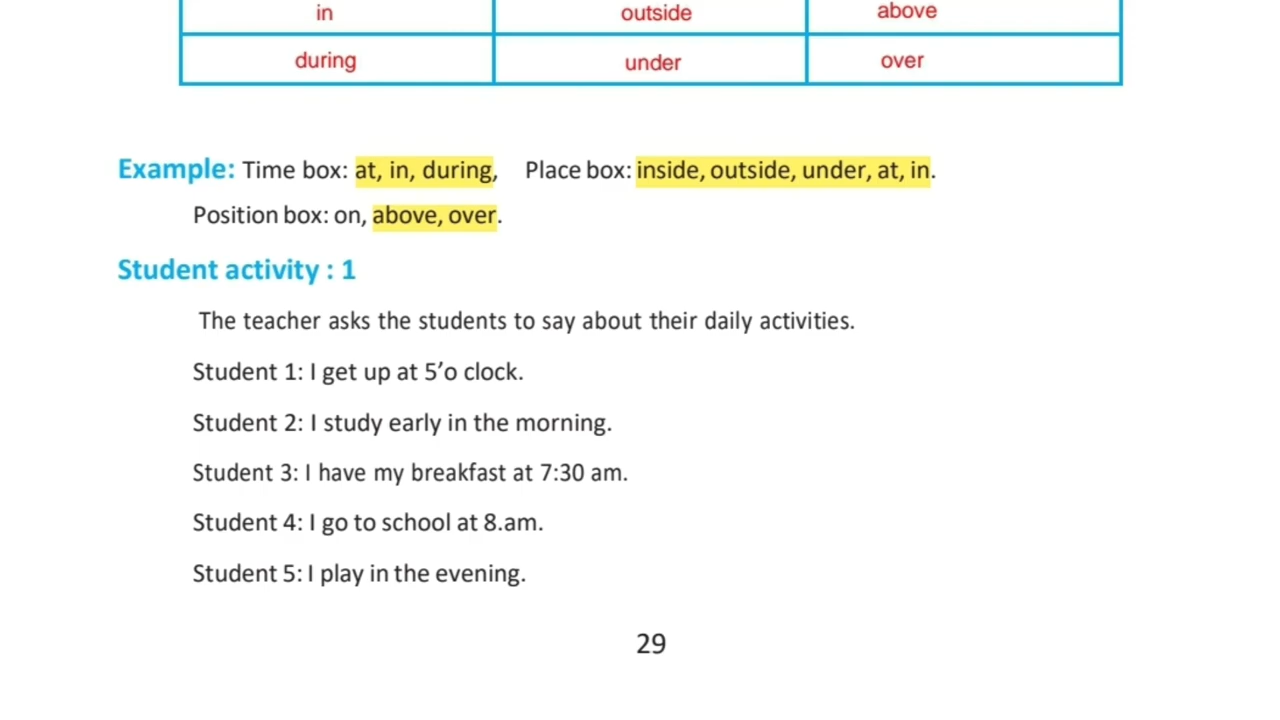 in outside above
during under over
Example: Time box: at, in, during, Place box: inside, outside, under, at, in.
Position box: on, above, over.
Student activity : 1
The teacher asks the students to say about their daily activities.
Student 1: I get up at 5’o clock.
Student 2: I study early in the morning.
Student 3: I have my breakfast at 7:30 am.
Student 4: I go to school at 8.am.
Student 5: I play in the evening.
29